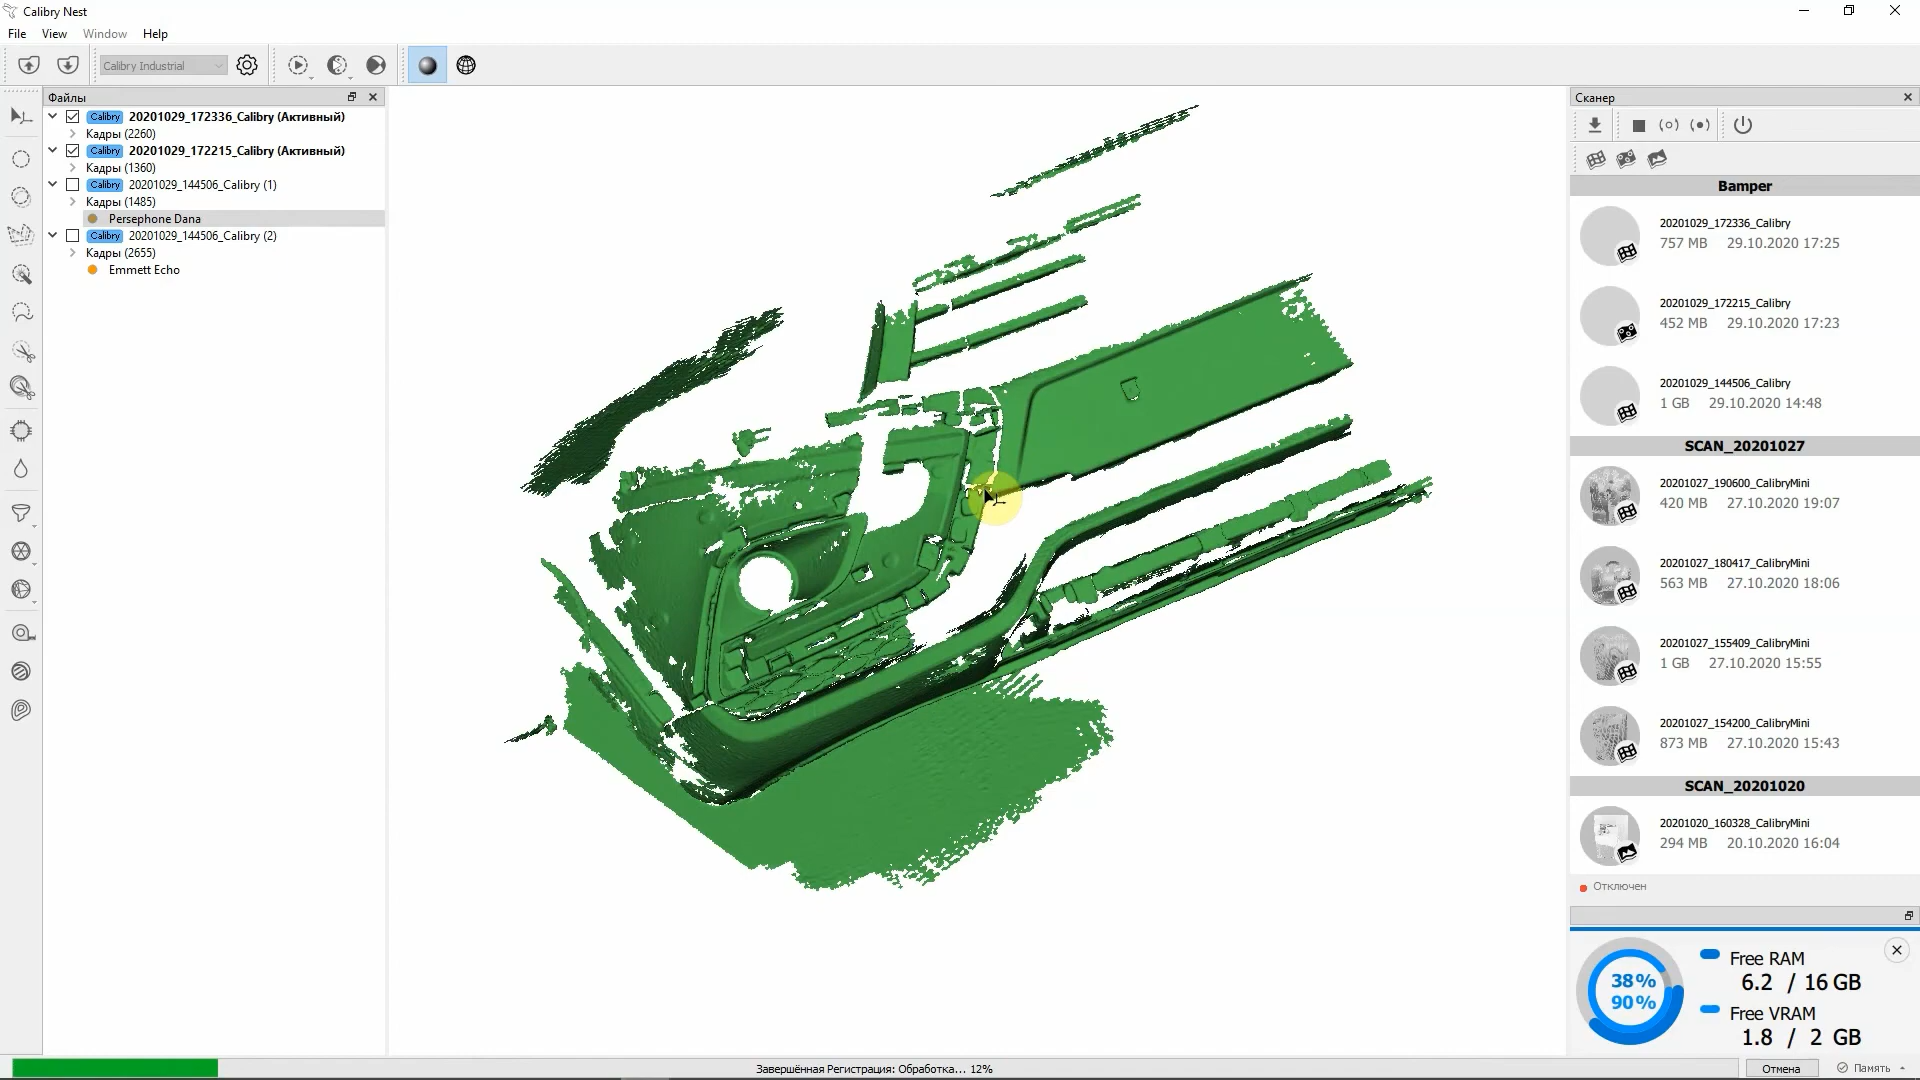 Calibry Nest
File View Window Help
Calibry Industrial
Файлы
Calibry 20201029_172336_Calibry (Активный)
Кадры (2260)
Calibry 20201029_172215_Calibry (Активный)
Кадры (1360)
Calibry 20201029_144506_Calibry (1)
Кадры (1485)
Persephone Dana
Calibry 20201029_144506_Calibry (2)
Кадры (2655)
Emmett Echo
Сканер
Bamper
20201029_172336_Calibry
757 MB 29.10.2020 17:25
20201029_172215_Calibry
452 MB 29.10.2020 17:23
20201029_144506_Calibry
1 GB 29.10.2020 14:48
SCAN_20201027
20201027_190600_CalibryMini
420 MB 27.10.2020 19:07
20201027_180417_CalibryMini
563 MB 27.10.2020 18:06
20201027_155409_CalibryMini
1 GB 27.10.2020 15:55
20201027_154200_CalibryMini
873 MB 27.10.2020 15:43
SCAN_20201020
20201020_160328_CalibryMini
294 MB 20.10.2020 16:04
Отключен
38%
90%
Free RAM
6.2 / 16 GB
Free VRAM
1.8 / 2 GB
Завершённая Регистрация: Обработка... 12%
Отмена
Память